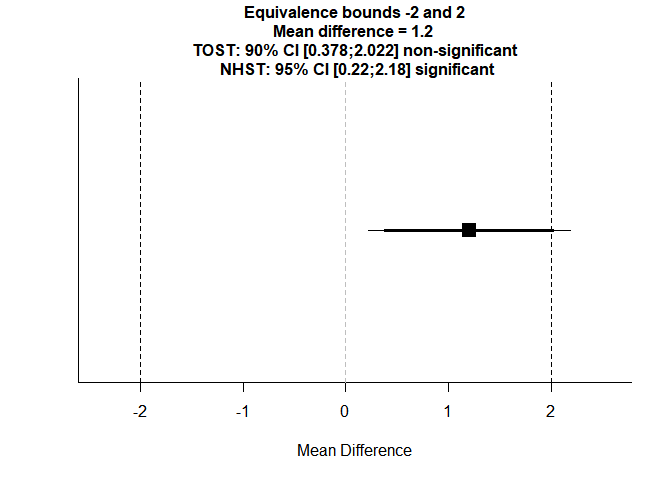 Equivalence bounds -2 and 2
Mean difference = 1.2
TOST: 90% CI [0.378;2.022] non-significant
NHST: 95% CI [0.22;2.18] significant
-2 -1 0 1 2
Mean Difference